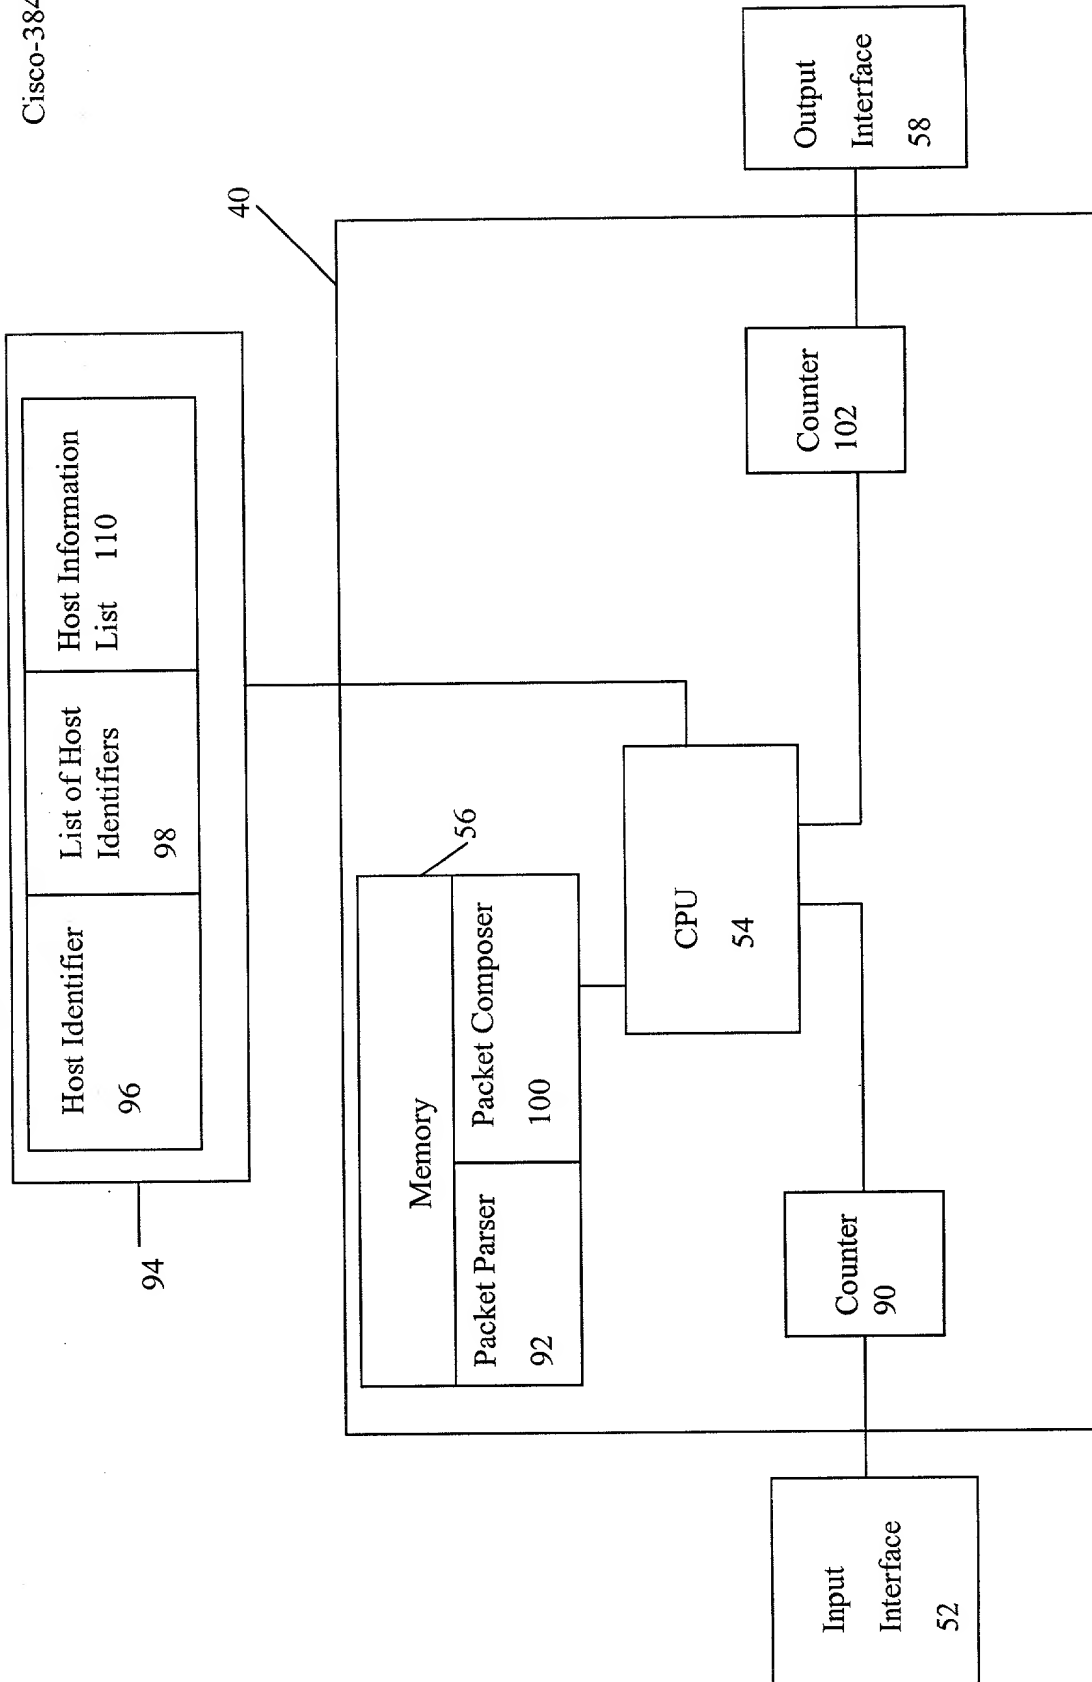 Cisco-384
94
Host Identifier
96
List of Host
Identifiers
98
Host Information
List 110
40
Memory
56
Packet Parser
92
Packet Composer
100
CPU
54
Input
Interface
52
Counter
90
Counter
102
Output
Interface
58